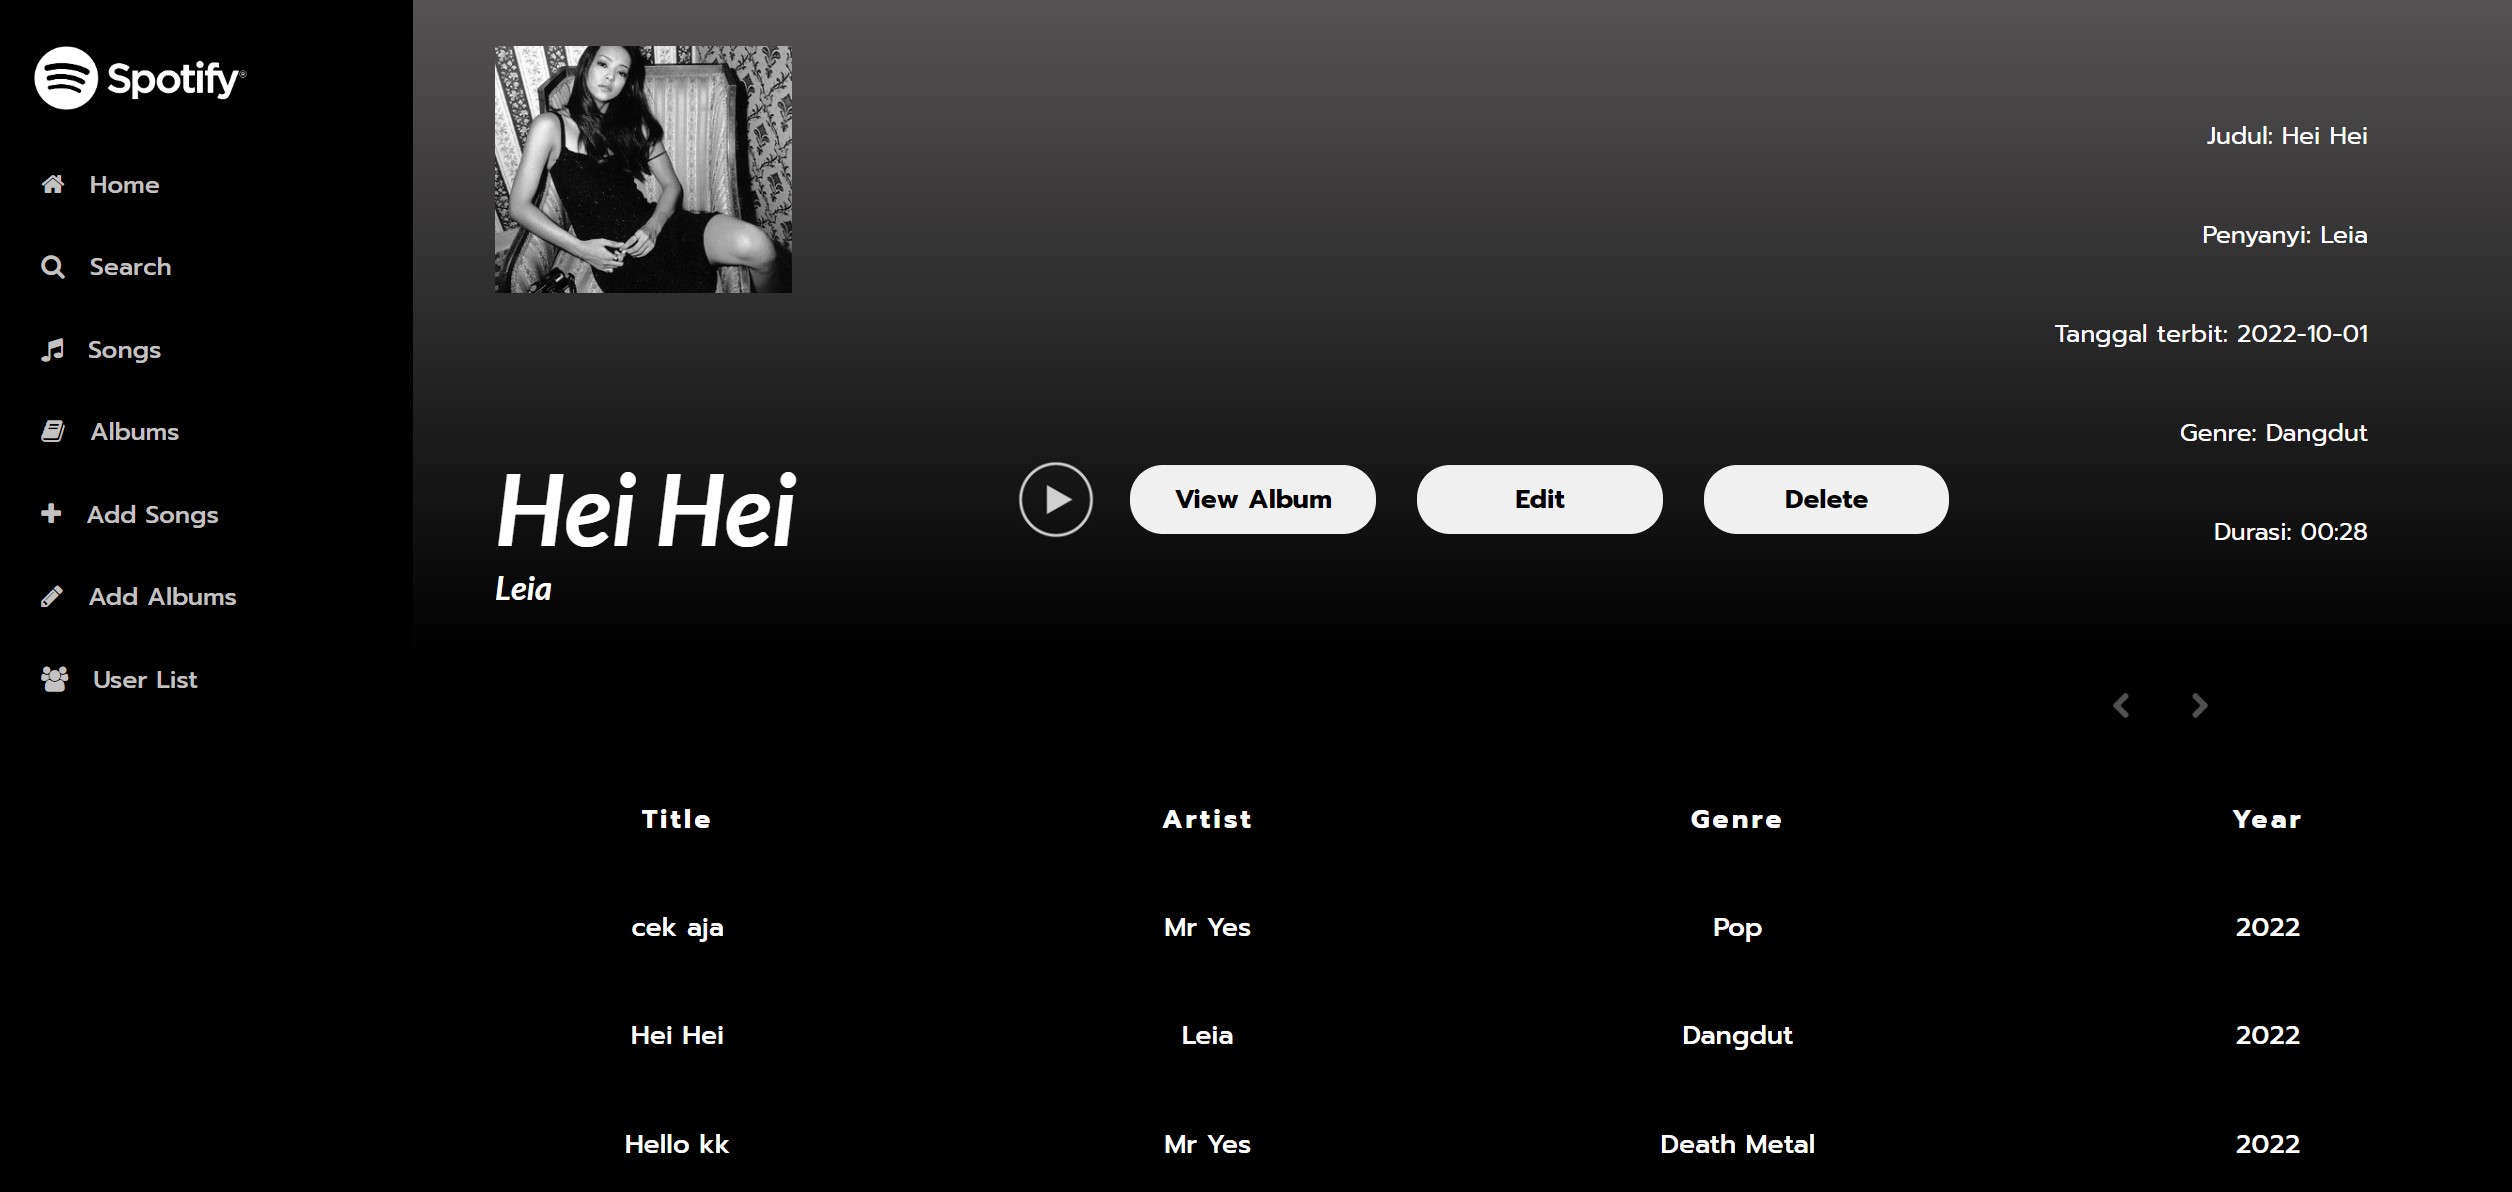 Spotify®
Home
Search
Songs
Albums
Add Songs
Add Albums
User List
Judul: Hei Hei
Penyanyi: Leia
Tanggal terbit: 2022-10-01
Genre: Dangdut
Durasi: 00:28
Hei Hei
Leia
View Album Edit Delete
Title Artist Genre Year
cek aja Mr Yes Pop 2022
Hei Hei Leia Dangdut 2022
Hello kk Mr Yes Death Metal 2022